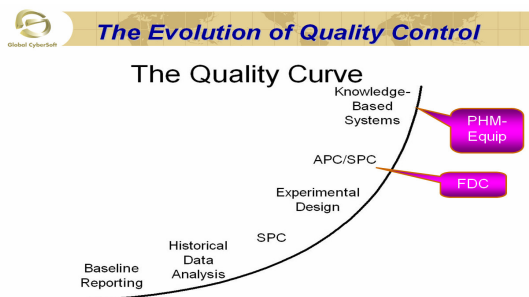 Global CyberSoft
The Evolution of Quality Control
The Quality Curve
Knowledge-
Based
Systems
PHM-
Equip
APC/SPC
FDC
Experimental
Design
SPC
Historical
Data
Analysis
Baseline
Reporting